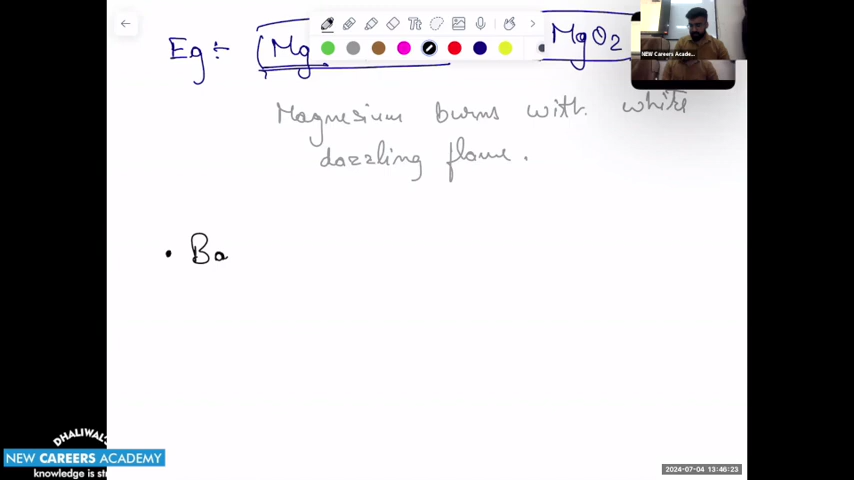 Eg :- (Mg MgO2
NEW Careers Acade...
Magnesium burns with white
dazzling flame.
• Ba
DHALIWAL'S
NEW CAREERS ACADEMY
knowledge is str
2024-07-04 13:46:23